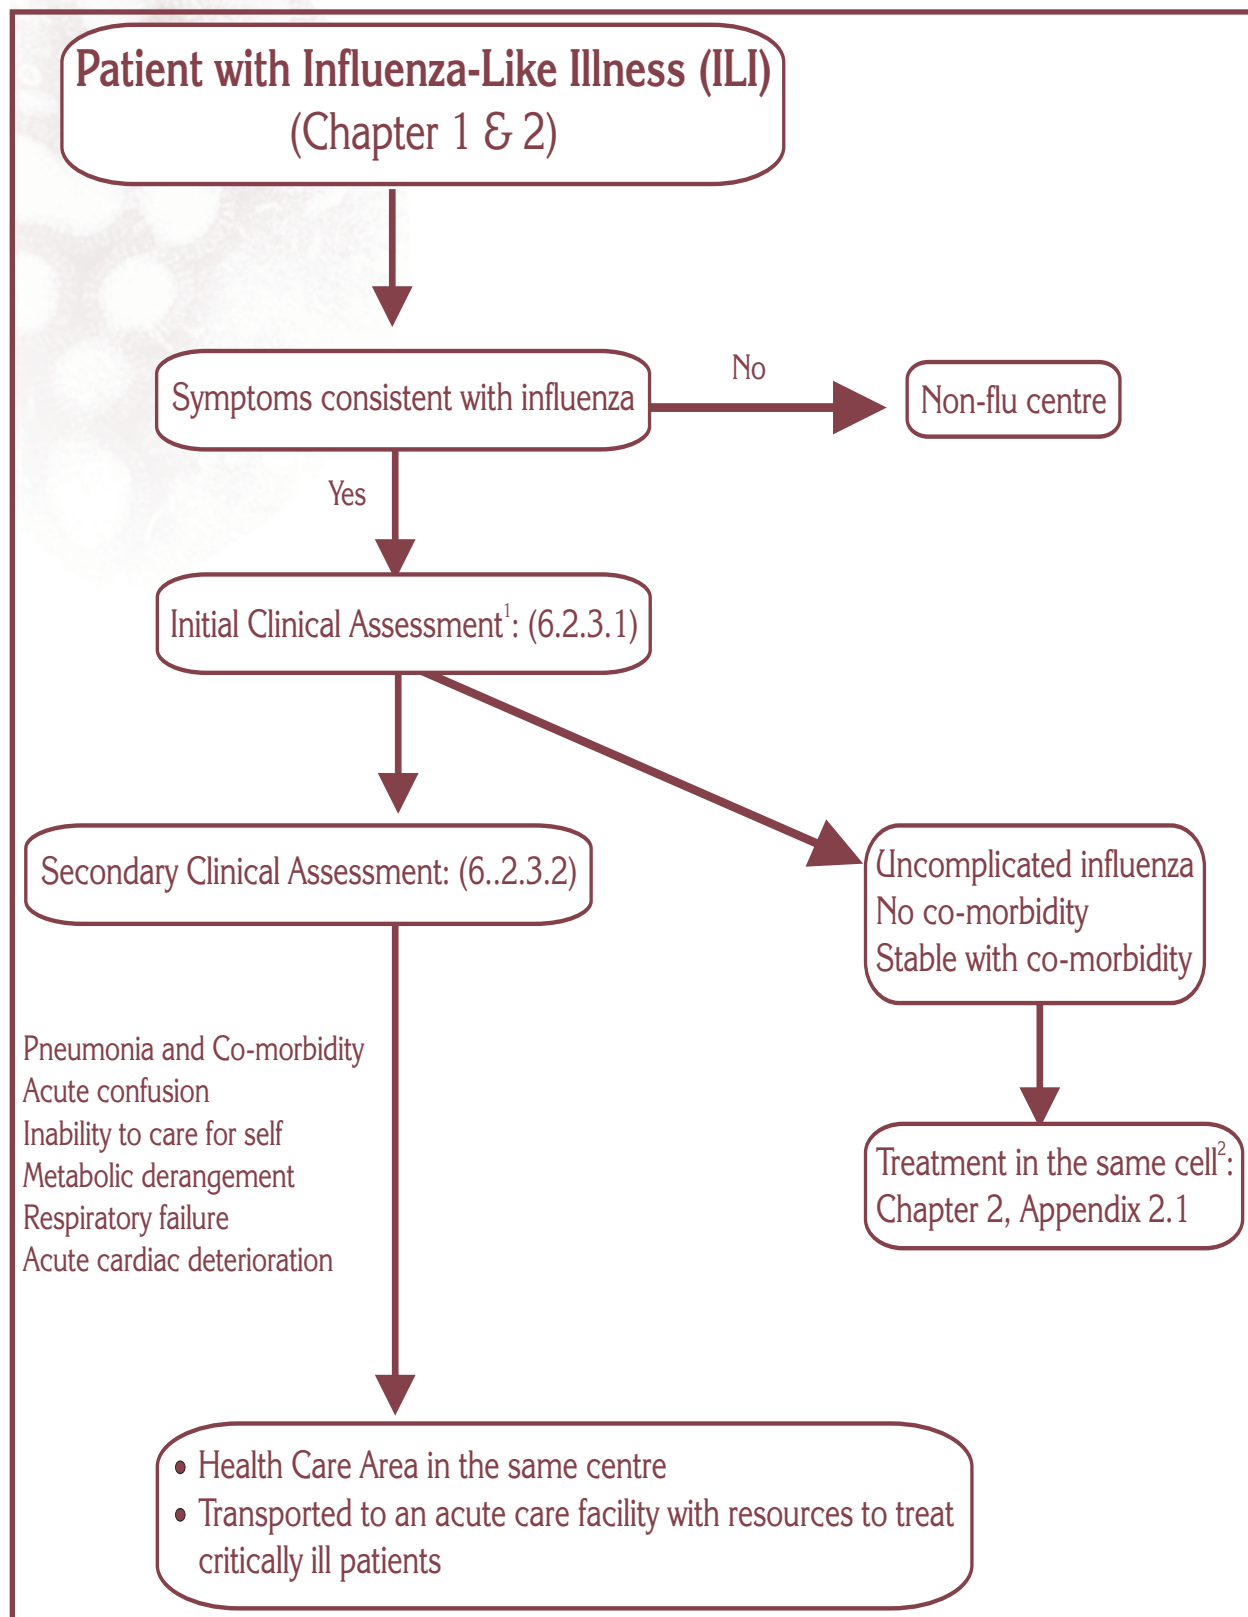 Patient with Influenza-Like Illness (ILI)
(Chapter 1 & 2)
Symptoms consistent with influenza
No
Non-flu centre
Yes
Initial Clinical Assessment¹: (6.2.3.1)
Secondary Clinical Assessment: (6..2.3.2)
Uncomplicated influenza
No co-morbidity
Stable with co-morbidity
Pneumonia and Co-morbidity
Acute confusion
Inability to care for self
Metabolic derangement
Respiratory failure
Acute cardiac deterioration
Treatment in the same cell²:
Chapter 2, Appendix 2.1
• Health Care Area in the same centre
• Transported to an acute care facility with resources to treat
critically ill patients